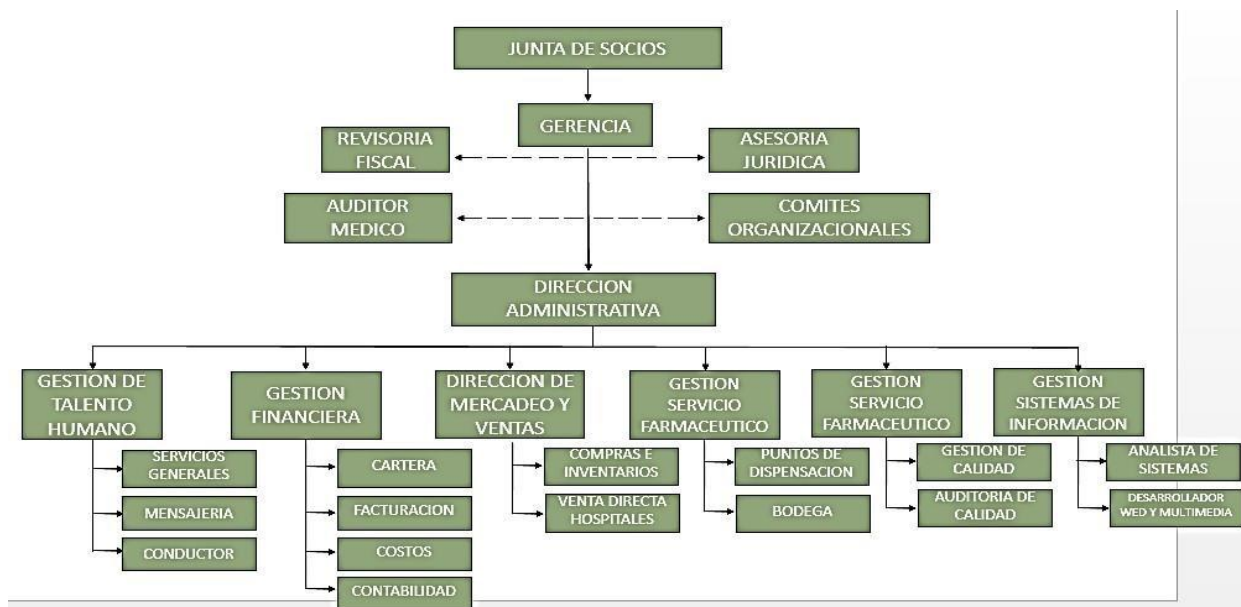 JUNTA DE SOCIOS
GERENCIA
REVISORIA
FISCAL
ASESORIA
JURIDICA
AUDITOR
MEDICO
COMITES
ORGANIZACIONALES
DIRECCION
ADMINISTRATIVA
GESTION DE
TALENTO
HUMANO
GESTION
FINANCIERA
DIRECCION DE
MERCADEO Y
VENTAS
GESTION
SERVICIO
FARMACEUTICO
GESTION
SERVICIO
FARMACEUTICO
GESTION
SISTEMAS DE
INFORMACION
SERVICIOS
GENERALES
MENSAJERIA
CONDUCTOR
CARTERA
FACTURACION
COSTOS
CONTABILIDAD
COMPRAS E
INVENTARIOS
VENTA DIRECTA
HOSPITALES
PUNTOS DE
DISPENSACION
BODEGA
GESTION DE
CALIDAD
AUDITORIA DE
CALIDAD
ANALISTA DE
SISTEMAS
DESARROLLADOR
WED Y MULTIMEDIA